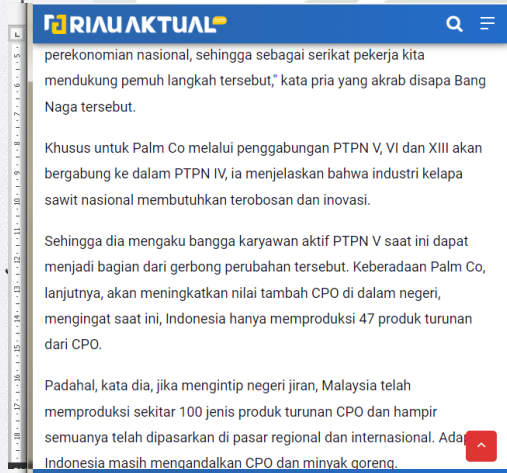 RIAUAKTUAL
perekonomian nasional, sehingga sebagai serikat pekerja kita
mendukung pemuh langkah tersebut," kata pria yang akrab disapa Bang
Naga tersebut.
Khusus untuk Palm Co melalui penggabungan PTPN V, VI dan XIII akan
bergabung ke dalam PTPN IV, ia menjelaskan bahwa industri kelapa
sawit nasional membutuhkan terobosan dan inovasi.
Sehingga dia mengaku bangga karyawan aktif PTPN V saat ini dapat
menjadi bagian dari gerbong perubahan tersebut. Keberadaan Palm Co,
lanjutnya, akan meningkatkan nilai tambah CPO di dalam negeri,
mengingat saat ini, Indonesia hanya memproduksi 47 produk turunan
dari CPO.
Padahal, kata dia, jika mengintip negeri jiran, Malaysia telah
memproduksi sekitar 100 jenis produk turunan CPO dan hampir
semuanya telah dipasarkan di pasar regional dan internasional.
Indonesia masih mengandalkan CPO dan minyak goreng.